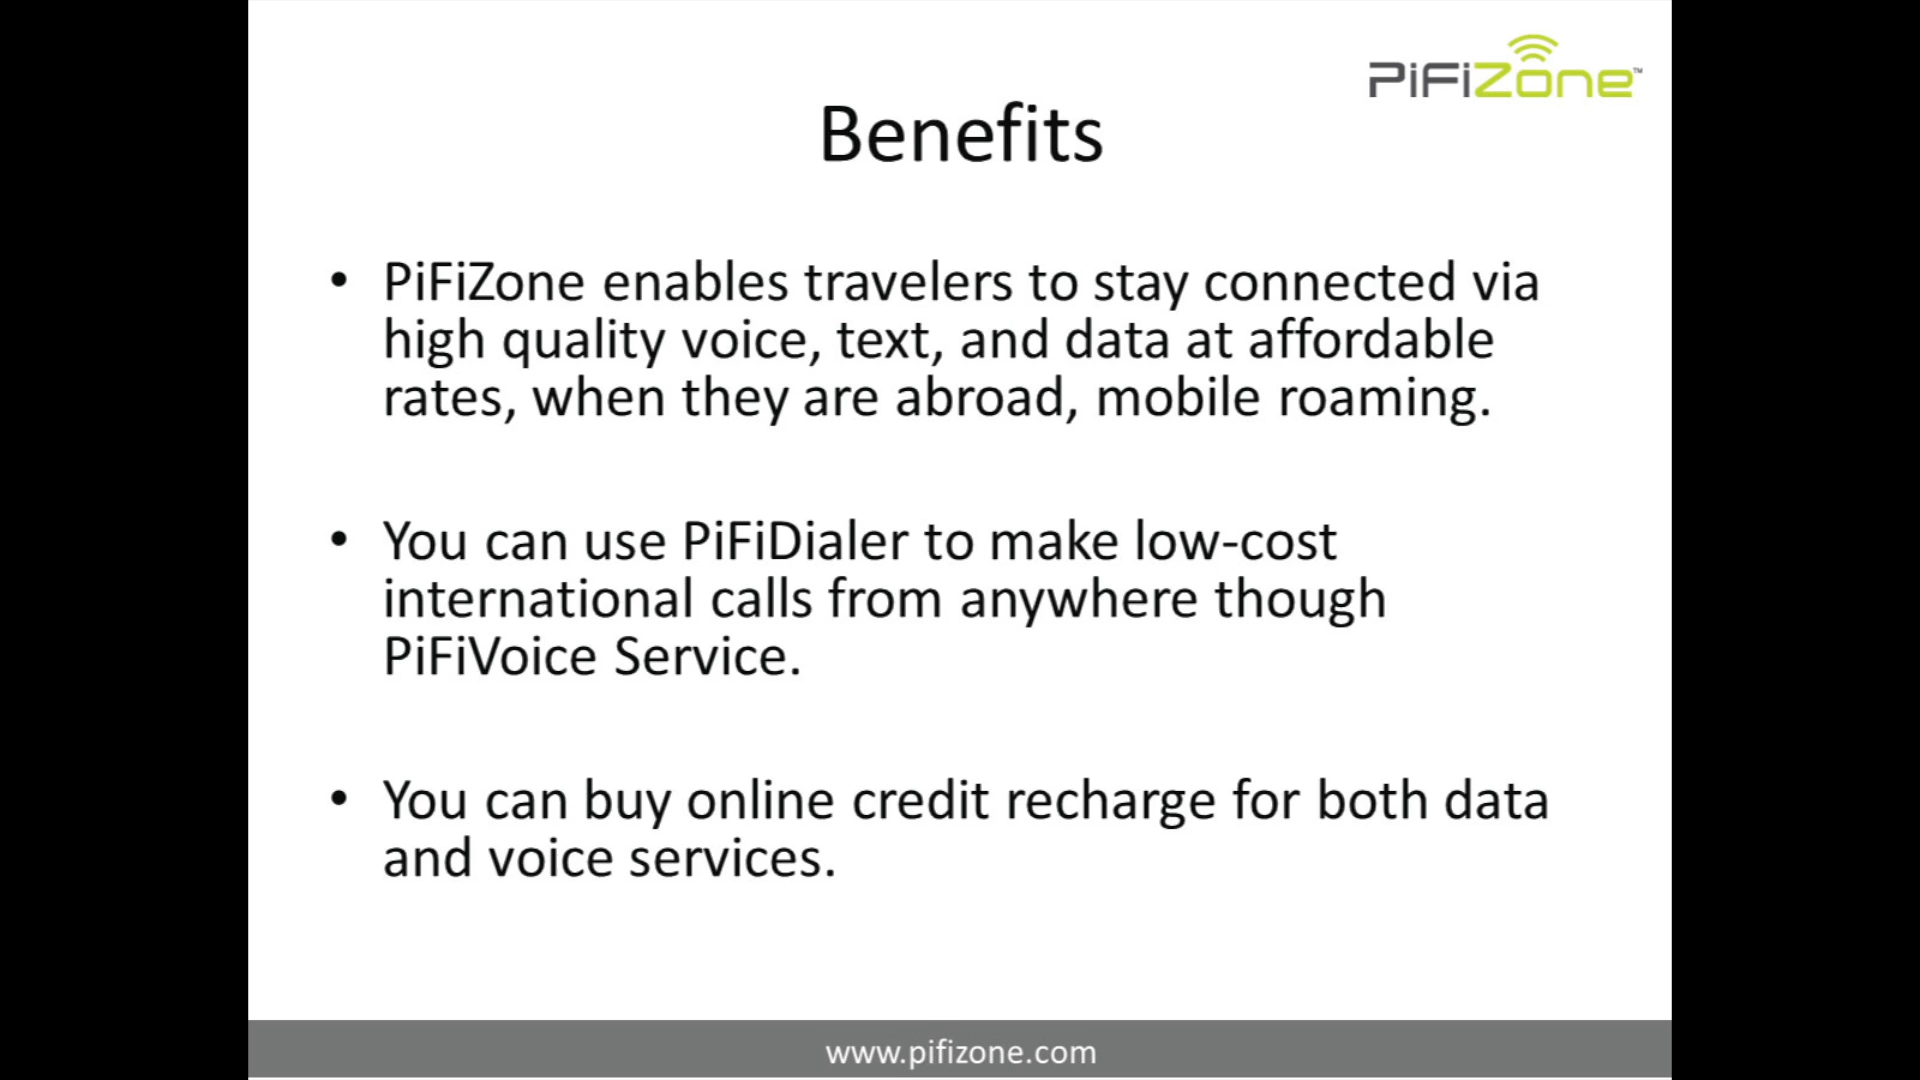 PiFiZone™
Benefits
• PiFiZone enables travelers to stay connected via
high quality voice, text, and data at affordable
rates, when they are abroad, mobile roaming.
• You can use PiFiDialer to make low-cost
international calls from anywhere though
PiFiVoice Service.
• You can buy online credit recharge for both data
and voice services.
www.pifizone.com